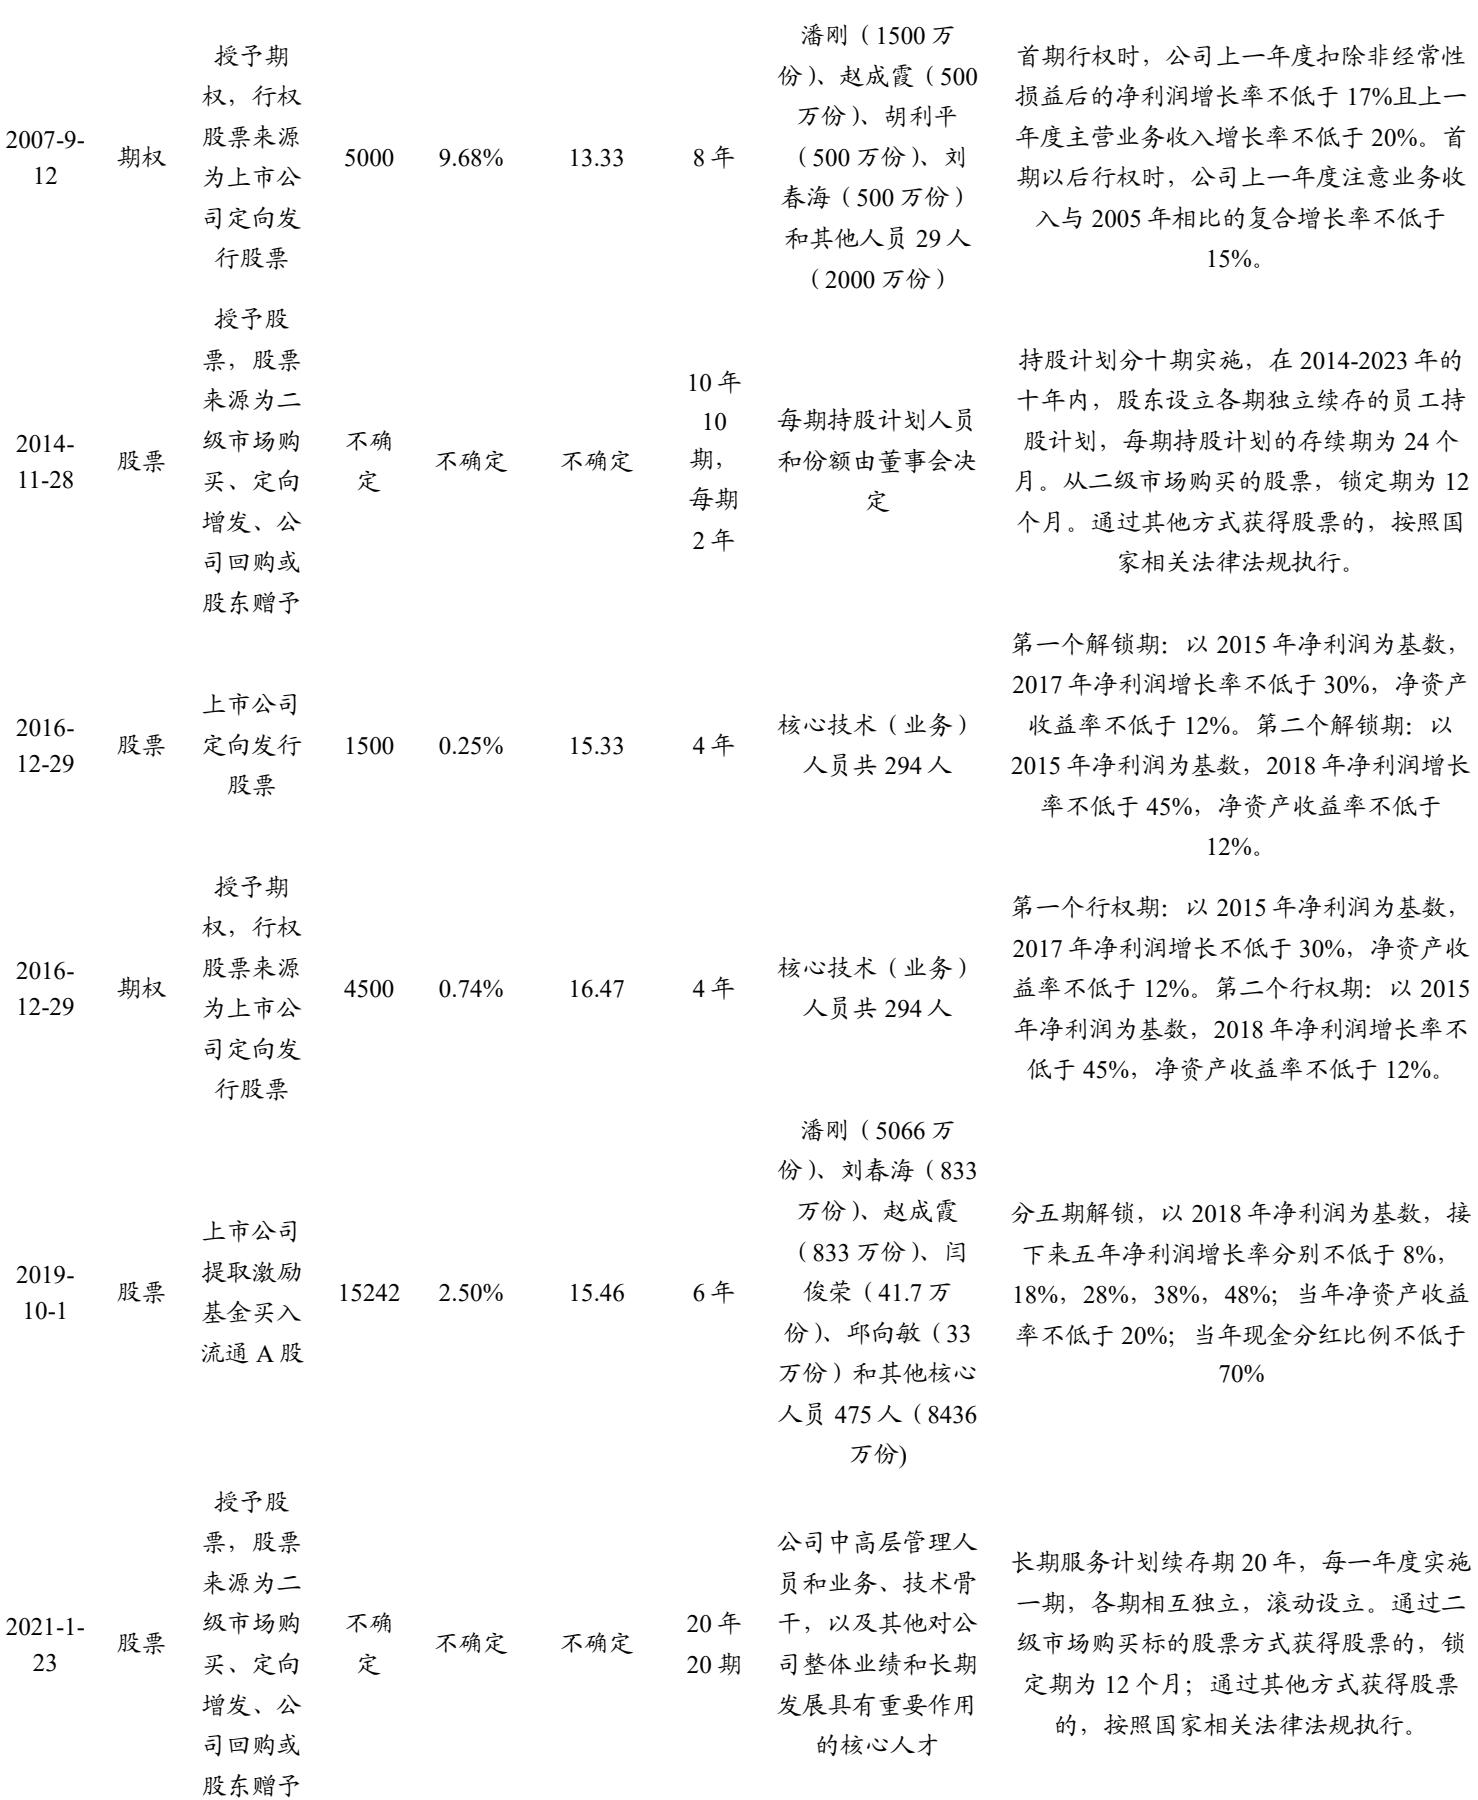 2007-9-
12
期权
授予期
权，行权
股票来源
为上市公
司定向发
行股票
5000
9.68%
13.33
8 年
潘刚（1500 万
份）、赵成霞（500
万份）、胡利平
（500 万份）、刘
春海（500 万份）
和其他人员 29 人
（2000 万份）
首期行权时，公司上一年度扣除非经常性
损益后的净利润增长率不低于 17%且上一
年度主营业务收入增长率不低于 20%。首
期以后行权时，公司上一年度注意业务收
入与 2005 年相比的复合增长率不低于
15%。
2014-
11-28
股票
授予股
票，股票
来源为二
级市场购
买、定向
增发、公
司回购或
股东赠予
不确
定
不确定
不确定
10 年
10
期，
每期
2 年
每期持股计划人员
和份额由董事会决
定
持股计划分十期实施，在 2014-2023 年的
十年内，股东设立各期独立续存的员工持
股计划，每期持股计划的存续期为 24 个
月。从二级市场购买的股票，锁定期为 12
个月。通过其他方式获得股票的，按照国
家相关法律法规执行。
2016-
12-29
股票
上市公司
定向发行
股票
1500
0.25%
15.33
4 年
核心技术（业务）
人员共 294 人
第一个解锁期：以 2015 年净利润为基数，
2017 年净利润增长率不低于 30%，净资产
收益率不低于 12%。第二个解锁期：以
2015 年净利润为基数，2018 年净利润增长
率不低于 45%，净资产收益率不低于
12%。
2016-
12-29
期权
授予期
权，行权
股票来源
为上市公
司定向发
行股票
4500
0.74%
16.47
4 年
核心技术（业务）
人员共 294 人
第一个行权期：以 2015 年净利润为基数，
2017 年净利润增长不低于 30%，净资产收
益率不低于 12%。第二个行权期：以 2015
年净利润为基数，2018 年净利润增长率不
低于 45%，净资产收益率不低于 12%。
2019-
10-1
股票
上市公司
提取激励
基金买入
流通 A 股
15242
2.50%
15.46
6 年
潘刚（5066 万
份）、刘春海（833
万份）、赵成霞
（833 万份）、闫
俊荣（41.7 万
份）、邱向敏（33
万份）和其他核心
人员 475 人（8436
万份)
分五期解锁，以 2018 年净利润为基数，接
下来五年净利润增长率分别不低于 8%，
18%，28%，38%，48%；当年净资产收益
率不低于 20%；当年现金分红比例不低于
70%
2021-1-
23
股票
授予股
票，股票
来源为二
级市场购
买、定向
增发、公
司回购或
股东赠予
不确
定
不确定
不确定
20 年
20 期
公司中高层管理人
员和业务、技术骨
干，以及其他对公
司整体业绩和长期
发展具有重要作用
的核心人才
长期服务计划续存期 20 年，每一年度实施
一期，各期相互独立，滚动设立。通过二
级市场购买标的股票方式获得股票的，锁
定期为 12 个月；通过其他方式获得股票
的，按照国家相关法律法规执行。